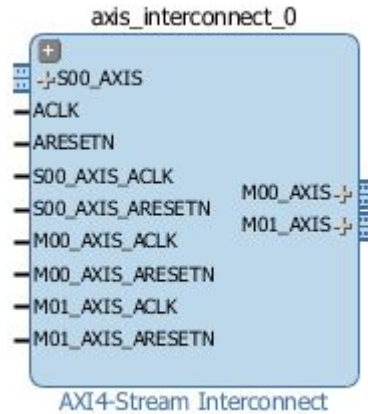 axis_interconnect_0
S00_AXIS
ACLK
ARESETN
S00_AXIS_ACLK
S00_AXIS_ARESETN
M00_AXIS_ACLK
M00_AXIS_ARESETN
M01_AXIS_ACLK
M01_AXIS_ARESETN
M00_AXIS
M01_AXIS
AXI4-Stream Interconnect